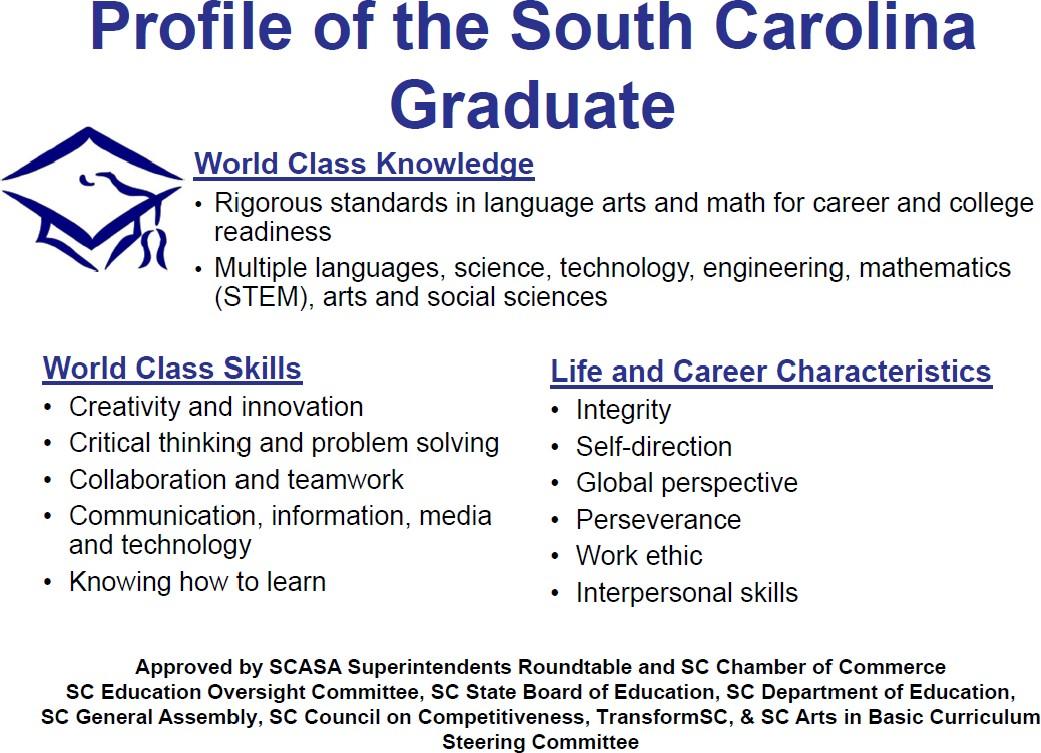 Profile of the South Carolina
Graduate
World Class Knowledge
• Rigorous standards in language arts and math for career and college
readiness
• Multiple languages, science, technology, engineering, mathematics
(STEM), arts and social sciences
World Class Skills
• Creativity and innovation
• Critical thinking and problem solving
• Collaboration and teamwork
• Communication, information, media
and technology
• Knowing how to learn
Life and Career Characteristics
• Integrity
• Self-direction
• Global perspective
• Perseverance
• Work ethic
• Interpersonal skills
Approved by SCASA Superintendents Roundtable and SC Chamber of Commerce
SC Education Oversight Committee, SC State Board of Education, SC Department of Education,
SC General Assembly, SC Council on Competitiveness, TransformSC, & SC Arts in Basic Curriculum
Steering Committee